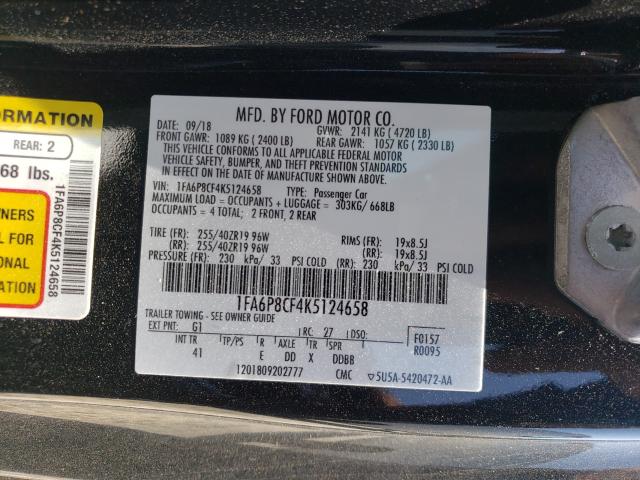 FORMATION
REAR: 2
68 lbs.
1FA6P8CF4K5124658
WNERS
L FOR
ONAL
ATION
MFD. BY FORD MOTOR CO.
09/18
GVWR: 2141 KG (4720 LB)
FRONT GAWR: 1089 KG (2400 LB)
REAR GAWR: 1057 KG (2330 LB)
THIS VEHICLE CONFORMS TO ALL APPLICABLE FEDERAL MOTOR
VEHICLE SAFETY, BUMPER, AND THEFT PREVENTION STANDARDS
IN EFFECT ON THE DATE OF MANUFACTURE SHOWN ABOVE.
VIN: 1FA6P8CF4K5124658
TYPE: Passenger Car
MAXIMUM LOAD = OCCUPANTS + LUGGAGE = 303KG/ 668LB
OCCUPANTS = 4 TOTAL; 2 FRONT, 2 REAR
TIRE (FR): 255/40ZR19 96W RIMS (FR): 19x8.5J
(RR): 255/40ZR19 96W (RR): 19x8.5J
PRESSURE (FR): 230 kPa/ 33 PSI COLD (RR): 230 kPa/ 33 PSI COLD
1FA6P8CF4K5124658
TRAILER TOWING - SEE OWNER GUIDE
EXT PNT: G1 RC: 27 DSO:
F0157
R0095
INT TR TP/PS R AXLE TR SPR
41 E DD X DDBB
1201809202777 CMC
5U5A-5420472-AA